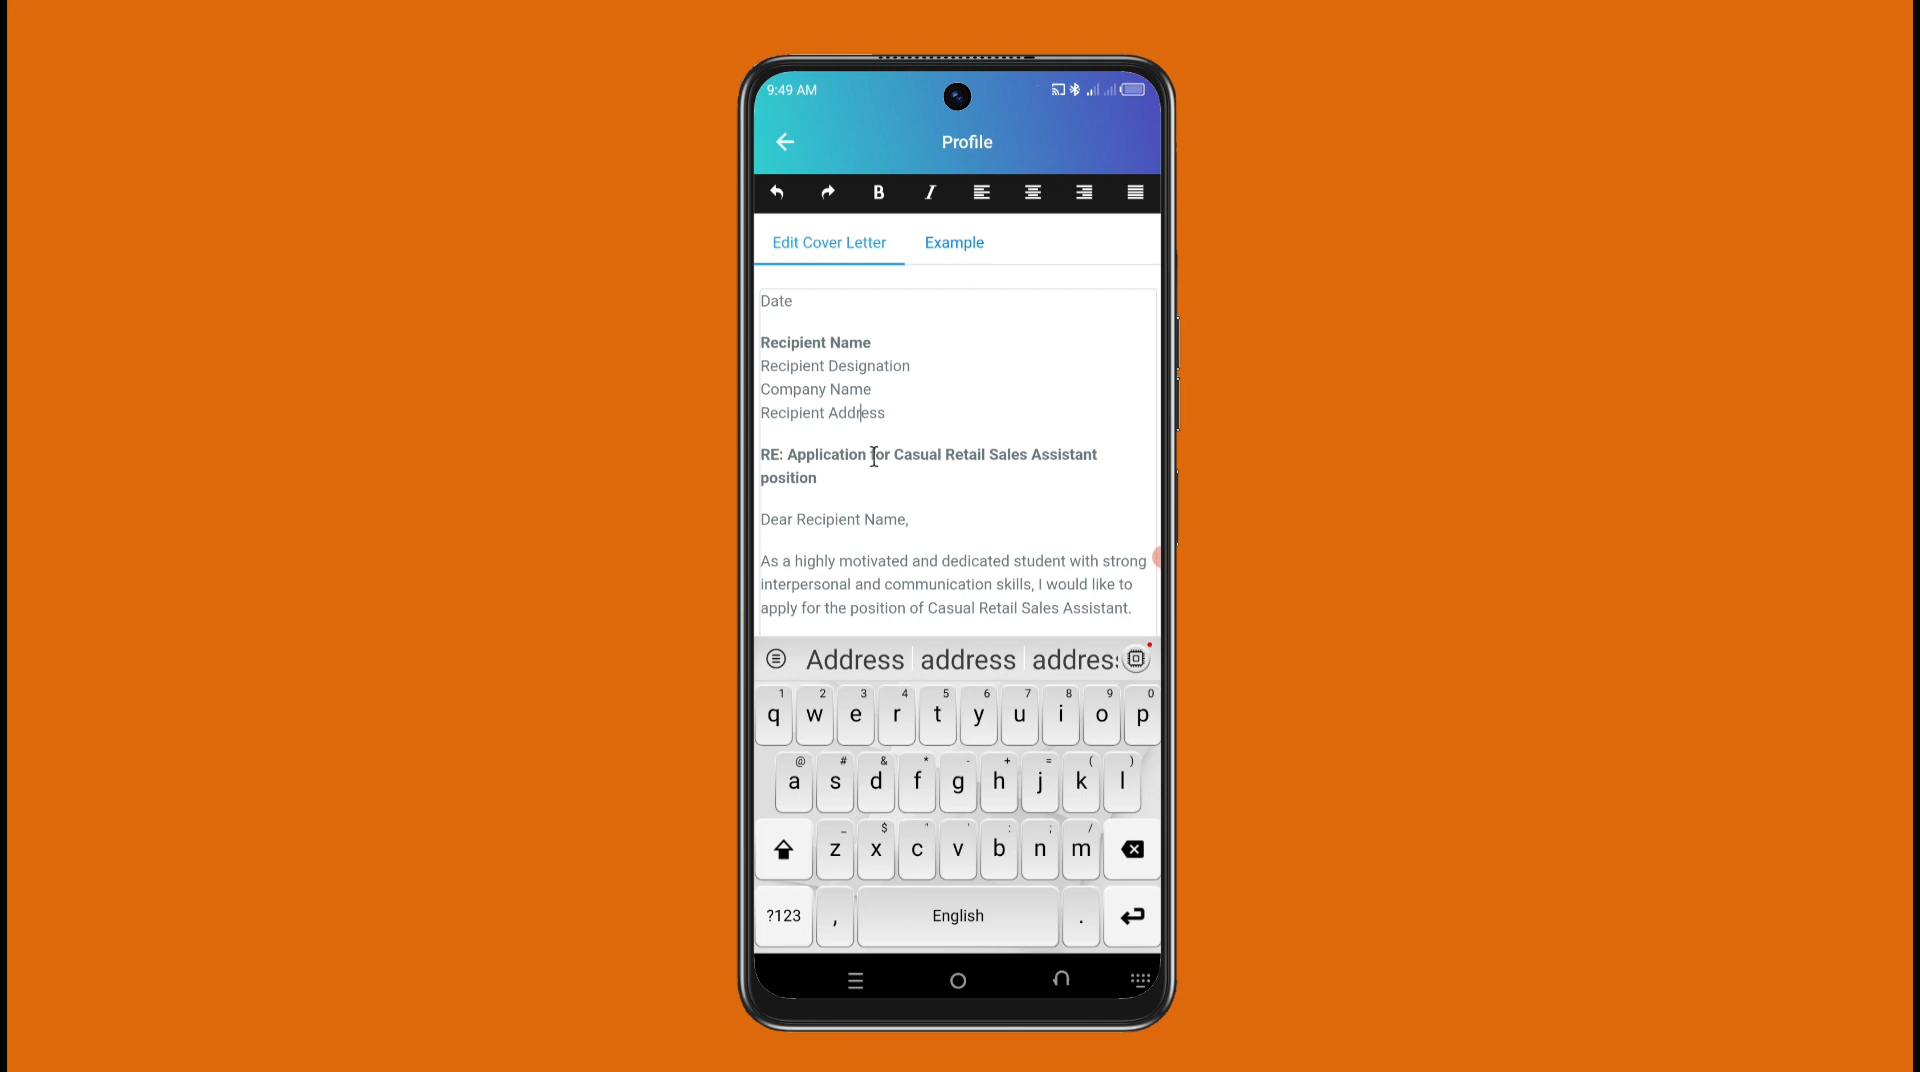 9:49 AM
Profile
B I
Edit Cover Letter Example
Date
Recipient Name
Recipient Designation
Company Name
Recipient Address
RE: Application for Casual Retail Sales Assistant
position
Dear Recipient Name,
As a highly motivated and dedicated student with strong
interpersonal and communication skills, I would like to
apply for the position of Casual Retail Sales Assistant.
Address address address
1 2 3 4 5 6 7 8 9 0
q w e r t y u i o p
@ # & * - + = ( )
a s d f g h j k l
_ $ " ' : ; /
z x c v b n m
?123 , English .